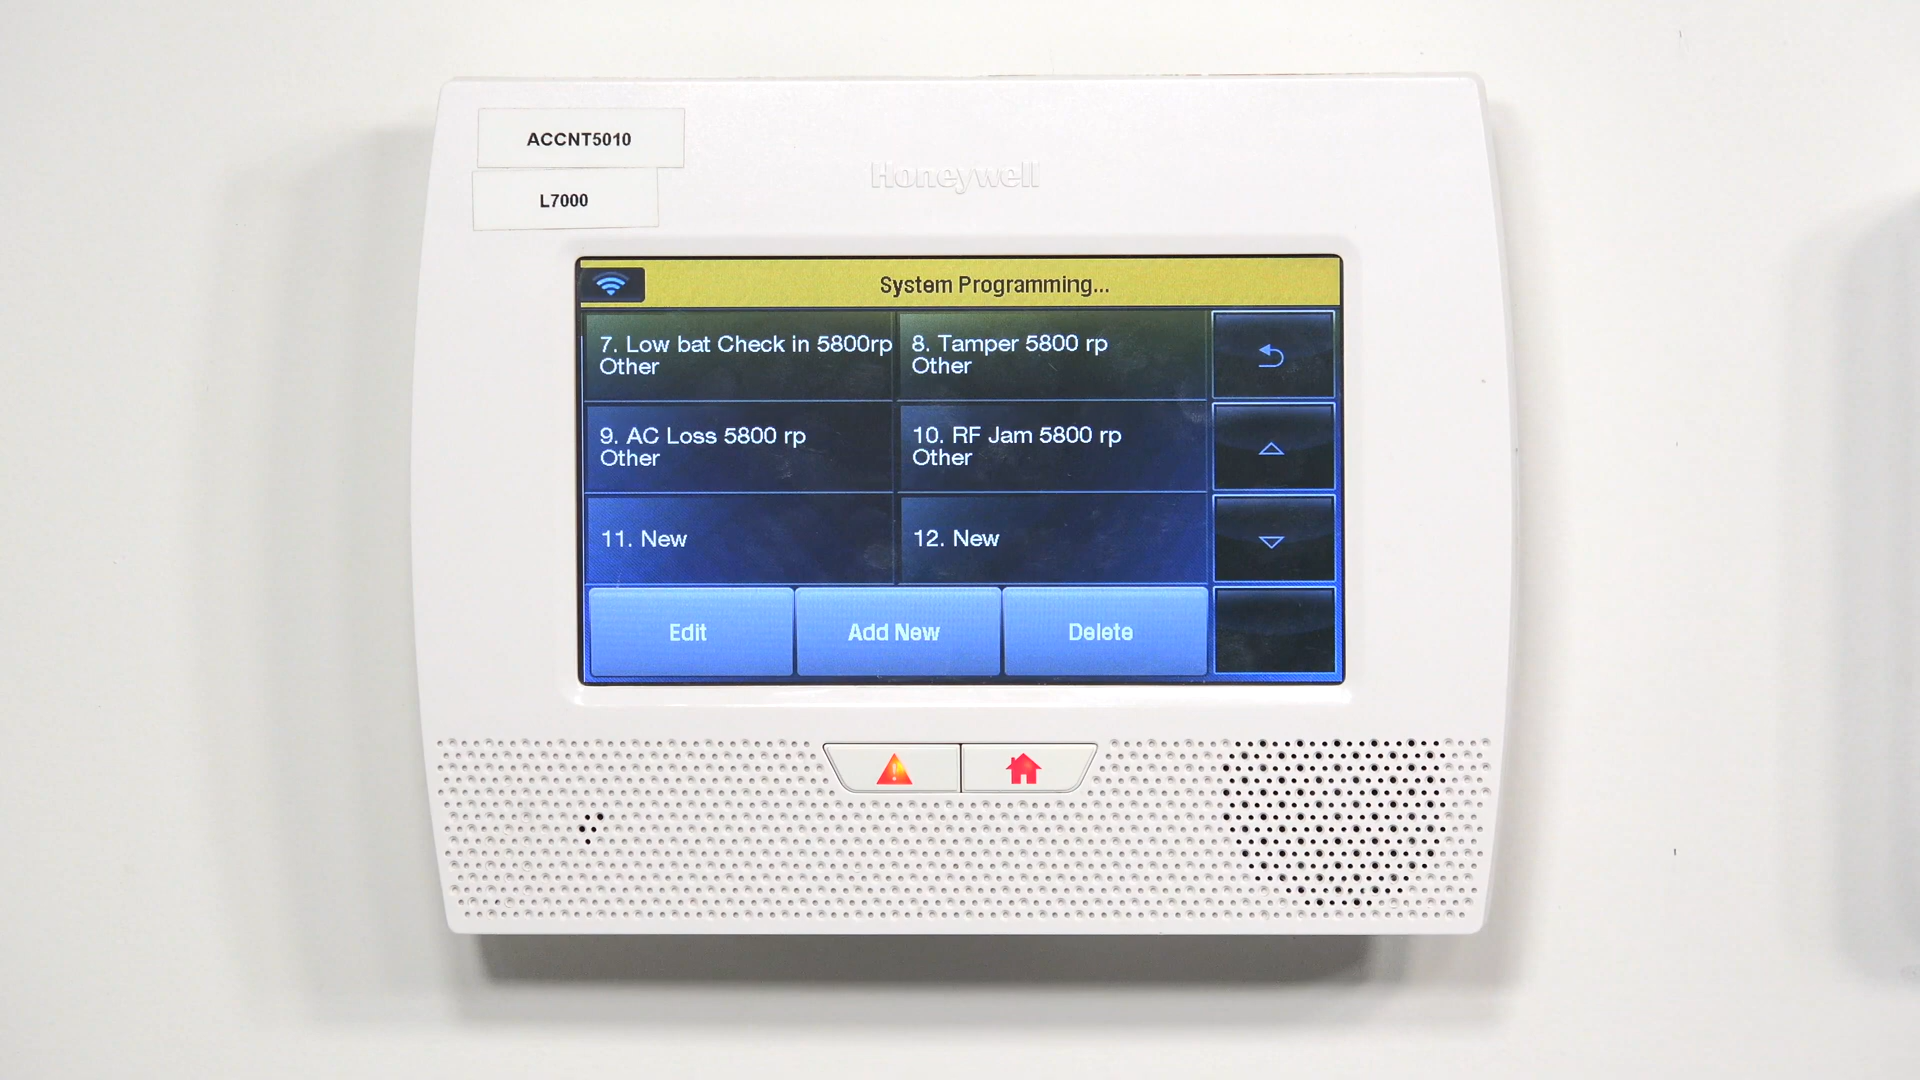 ACCNT5010
L7000
Honeywell
System Programming...
7. Low bat Check in 5800rp
Other
8. Tamper 5800 rp
Other
9. AC Loss 5800 rp
Other
10. RF Jam 5800 rp
Other
11. New
12. New
Edit
Add New
Delete